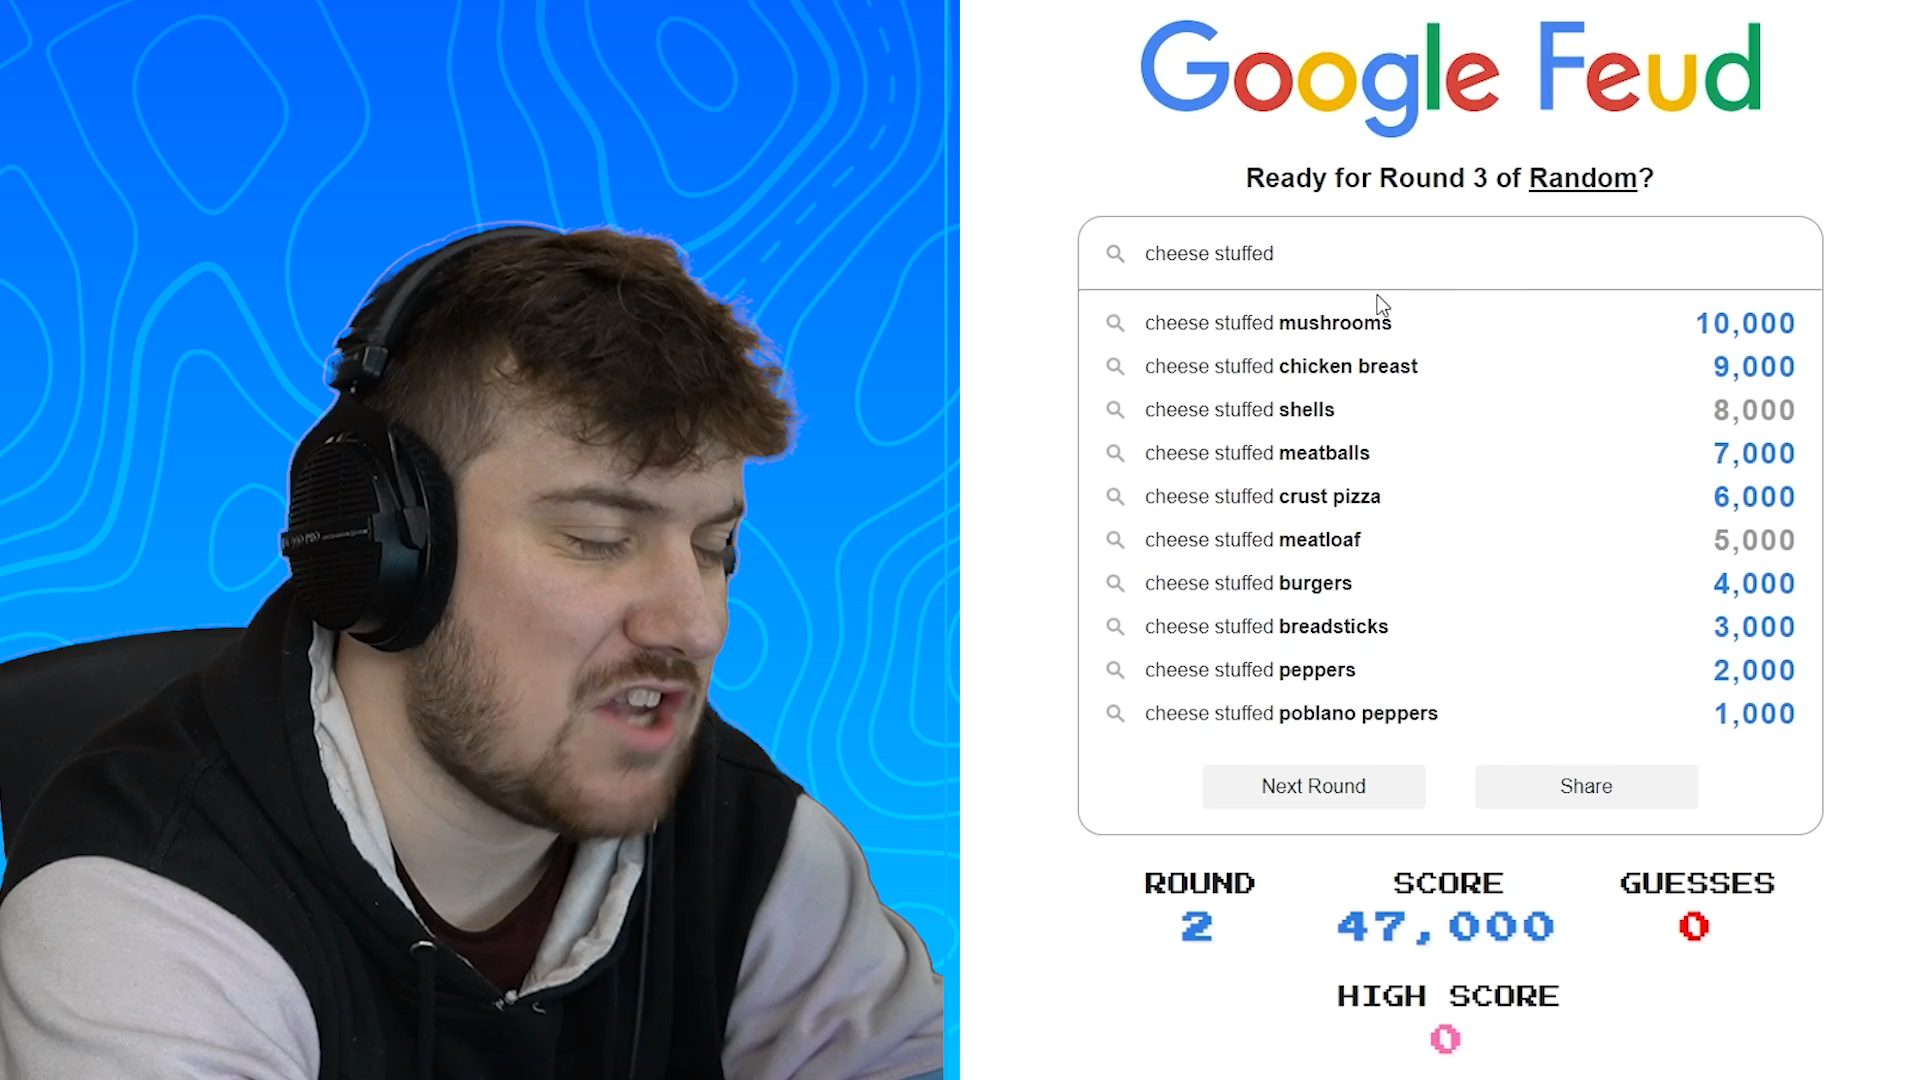 Google Feud
Ready for Round 3 of Random?
cheese stuffed
cheese stuffed mushrooms 10,000
cheese stuffed chicken breast 9,000
cheese stuffed shells 8,000
cheese stuffed meatballs 7,000
cheese stuffed crust pizza 6,000
cheese stuffed meatloaf 5,000
cheese stuffed burgers 4,000
cheese stuffed breadsticks 3,000
cheese stuffed peppers 2,000
cheese stuffed poblano peppers 1,000
Next Round Share
ROUND SCORE GUESSES
2 47,000 0
HIGH SCORE
0